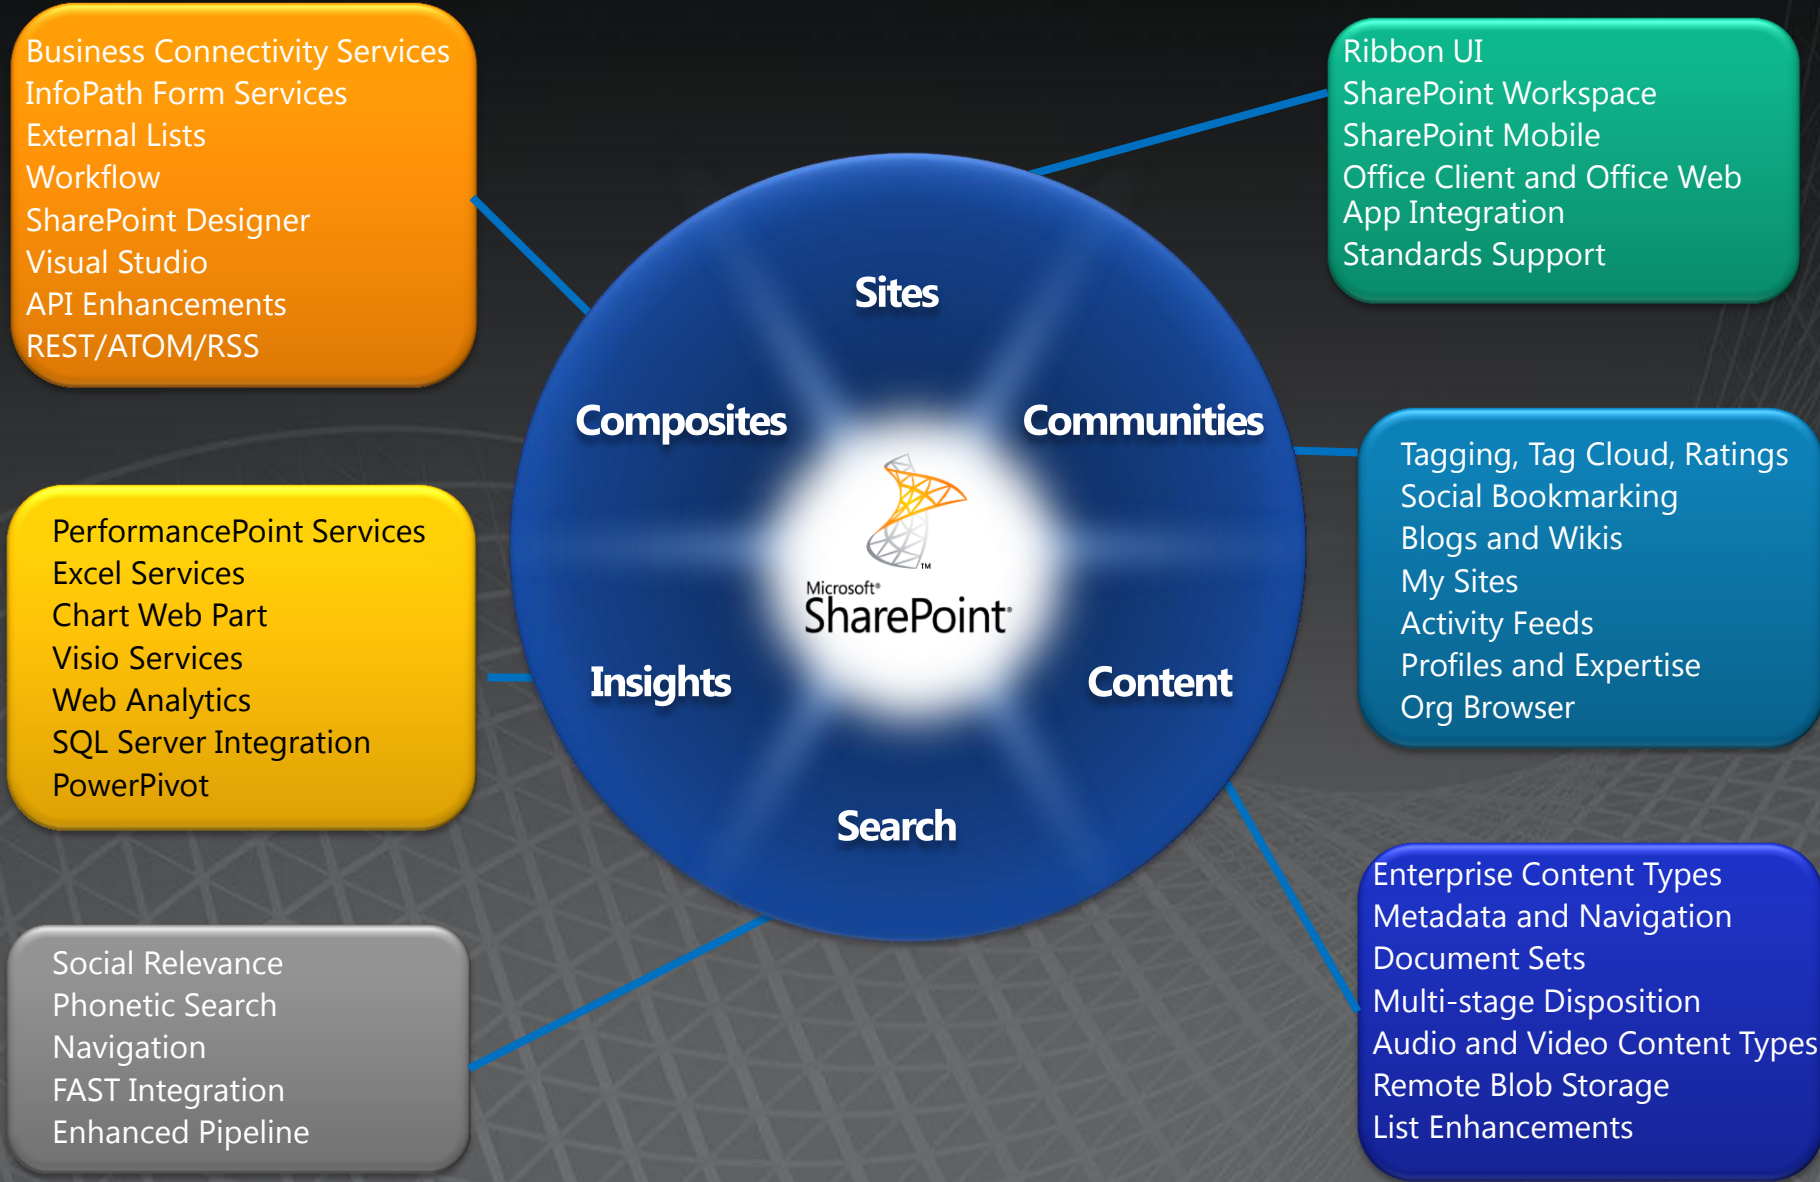 Business Connectivity Services
InfoPath Form Services
External Lists
Workflow
SharePoint Designer
Visual Studio
API Enhancements
REST/ATOM/RSS
Ribbon UI
SharePoint Workspace
SharePoint Mobile
Office Client and Office Web
App Integration
Standards Support
Sites
Composites
Communities
Microsoft®
SharePoint®
TM
Insights
Content
Search
PerformancePoint Services
Excel Services
Chart Web Part
Visio Services
Web Analytics
SQL Server Integration
PowerPivot
Tagging, Tag Cloud, Ratings
Social Bookmarking
Blogs and Wikis
My Sites
Activity Feeds
Profiles and Expertise
Org Browser
Social Relevance
Phonetic Search
Navigation
FAST Integration
Enhanced Pipeline
Enterprise Content Types
Metadata and Navigation
Document Sets
Multi-stage Disposition
Audio and Video Content Types
Remote Blob Storage
List Enhancements